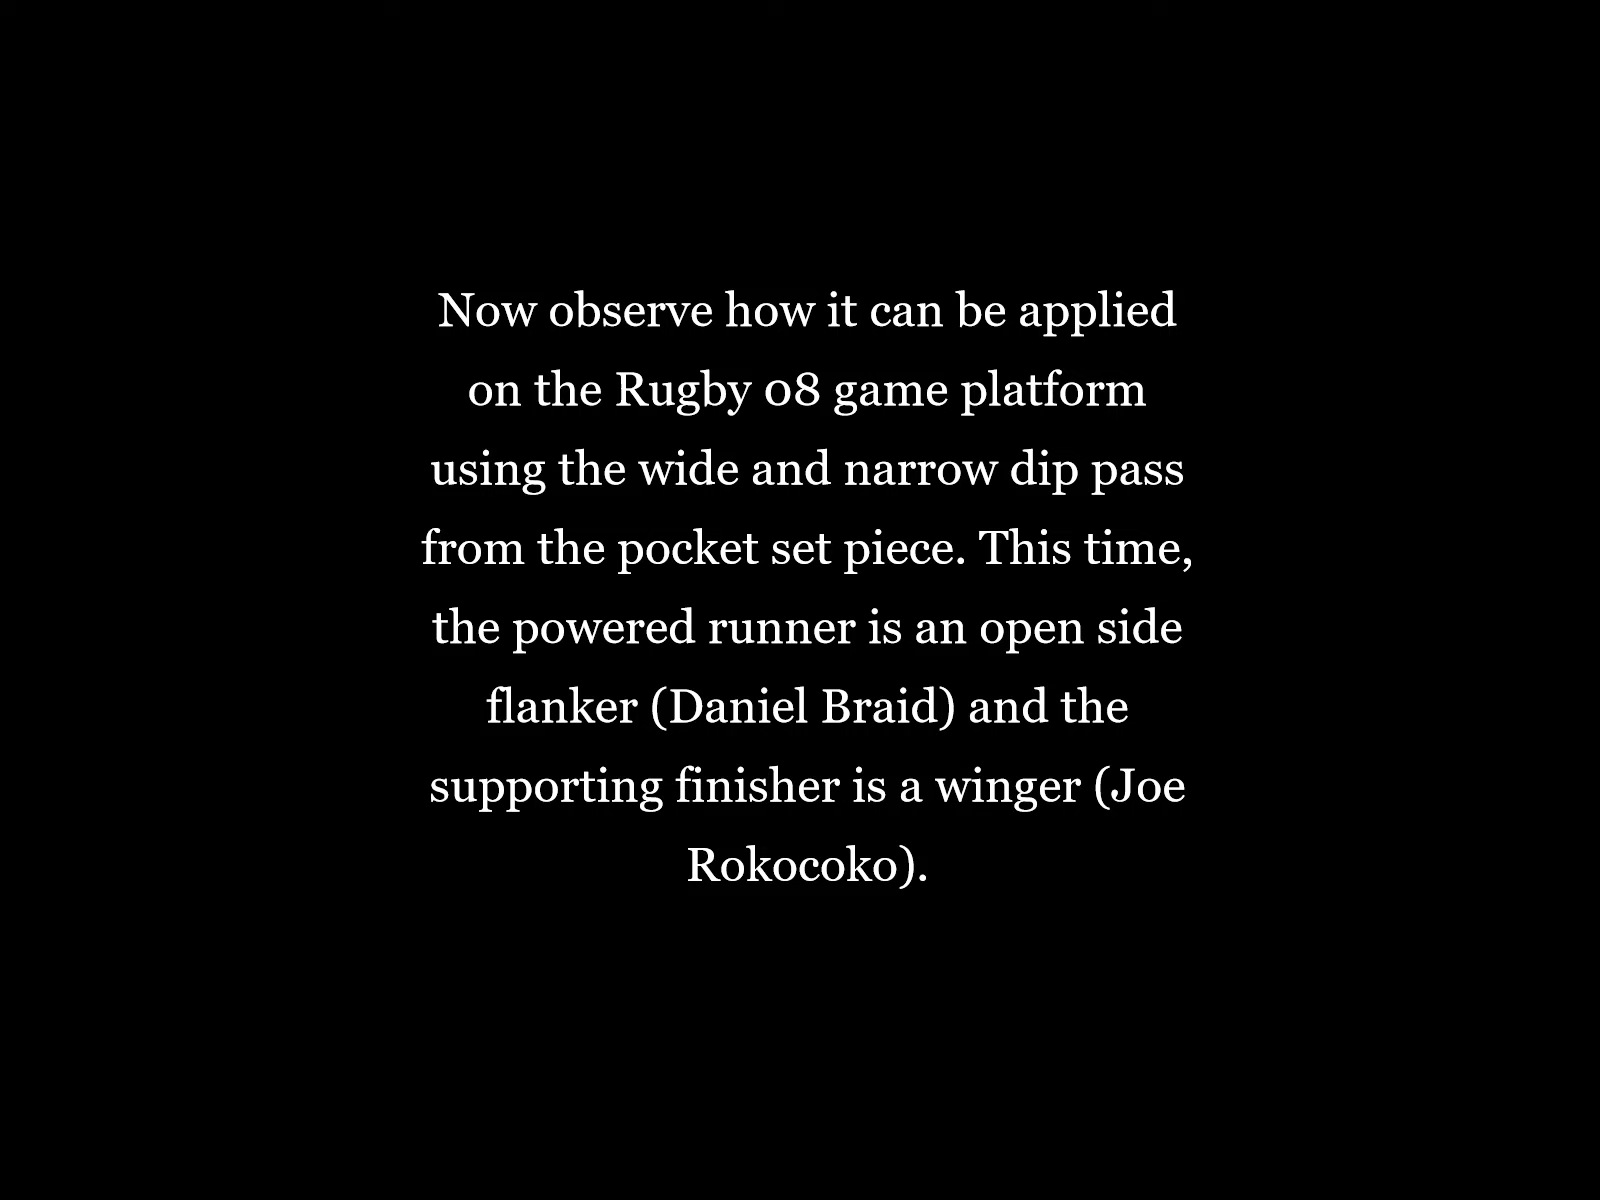 Now observe how it can be applied
on the Rugby 08 game platform
using the wide and narrow dip pass
from the pocket set piece. This time,
the powered runner is an open side
flanker (Daniel Braid) and the
supporting finisher is a winger (Joe
Rokocoko).